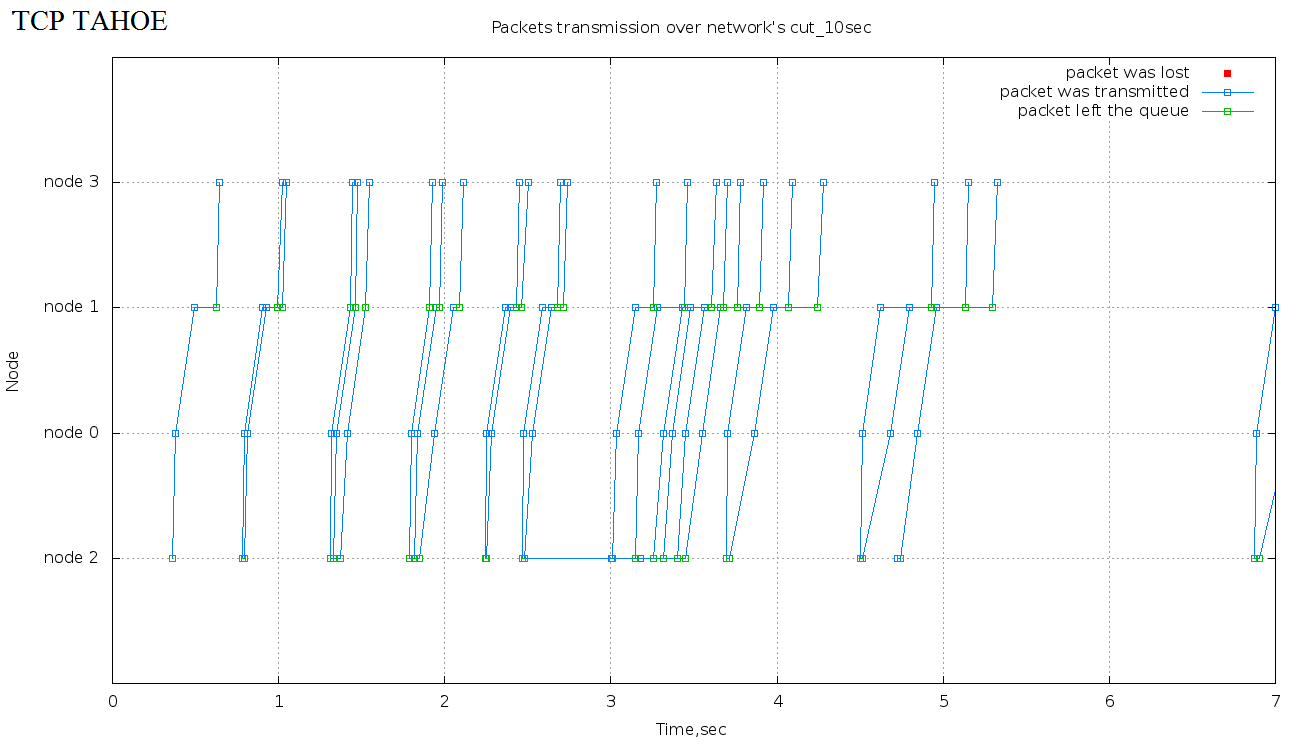 TCP TAHOE
Packets transmission over network's cut_10sec
packet was lost
packet was transmitted
packet left the queue
node 3
node 1
node 0
node 2
Node
0 1 2 3 4 5 6 7
Time,sec